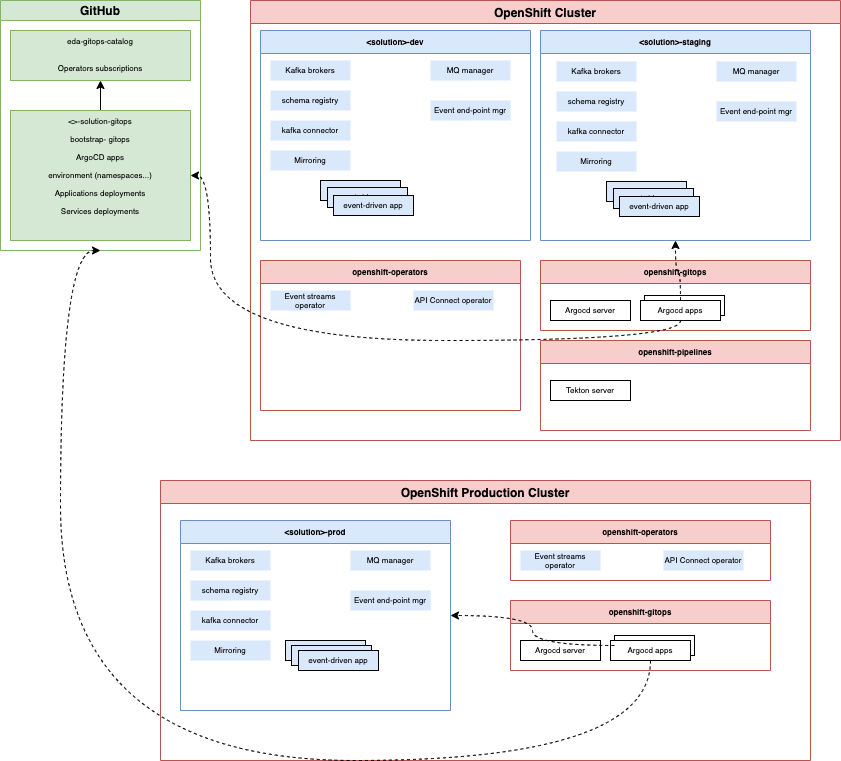 GitHub
eda-gitops-catalog
Operators subscriptions
<>-solution-gitops
bootstrap- gitops
ArgoCD apps
environment (namespaces...)
Applications deployments
Services deployments
OpenShift Cluster
<solution>-dev
Kafka brokers
schema registry
kafka connector
Mirroring
MQ manager
Event end-point mgr
event-driven app
<solution>-staging
Kafka brokers
schema registry
kafka connector
Mirroring
MQ manager
Event end-point mgr
event-driven app
openshift-operators
Event streams
operator
API Connect operator
openshift-gitops
Argocd server
Argocd apps
openshift-pipelines
Tekton server
OpenShift Production Cluster
<solution>-prod
Kafka brokers
schema registry
kafka connector
Mirroring
MQ manager
Event end-point mgr
event-driven app
openshift-operators
Event streams
operator
API Connect operator
openshift-gitops
Argocd server
Argocd apps